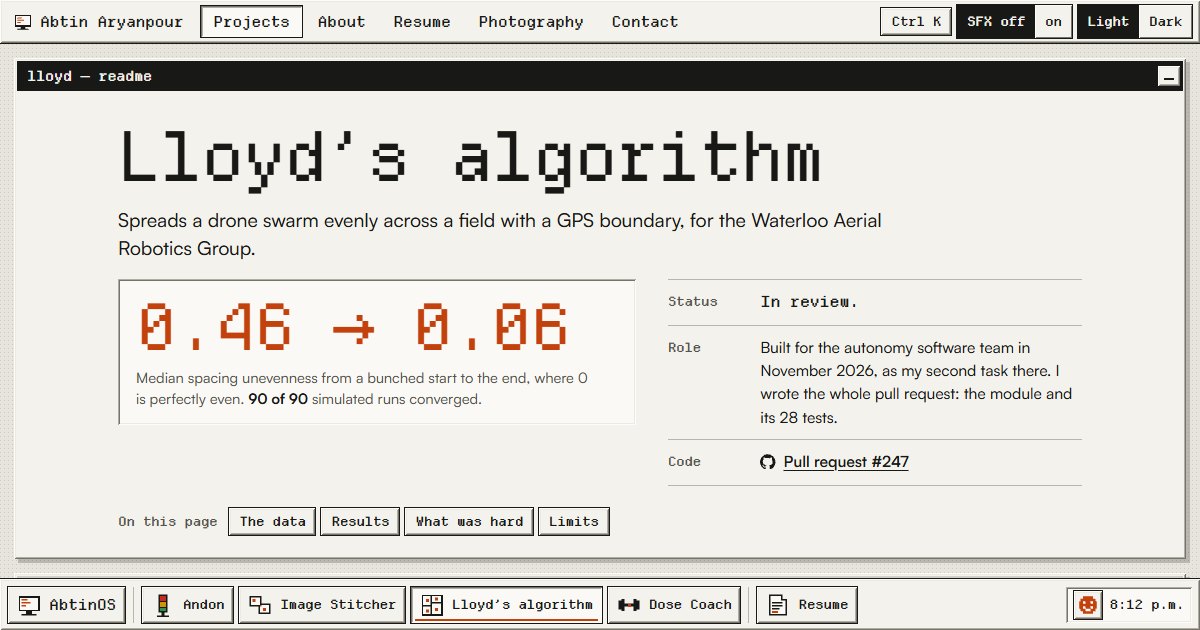 Abtin Aryanpour Projects About Resume Photography Contact Ctrl K SFX off on Light Dark
lloyd — readme
Lloyd's algorithm
Spreads a drone swarm evenly across a field with a GPS boundary, for the Waterloo Aerial
Robotics Group.
0.46 → 0.06
Median spacing unevenness from a bunched start to the end, where 0
is perfectly even. 90 of 90 simulated runs converged.
Status In review.
Role Built for the autonomy software team in
November 2026, as my second task there. I
wrote the whole pull request: the module and
its 28 tests.
Code Pull request #247
On this page The data Results What was hard Limits
AbtinOS Andon Image Stitcher Lloyd's algorithm Dose Coach Resume 8:12 p.m.